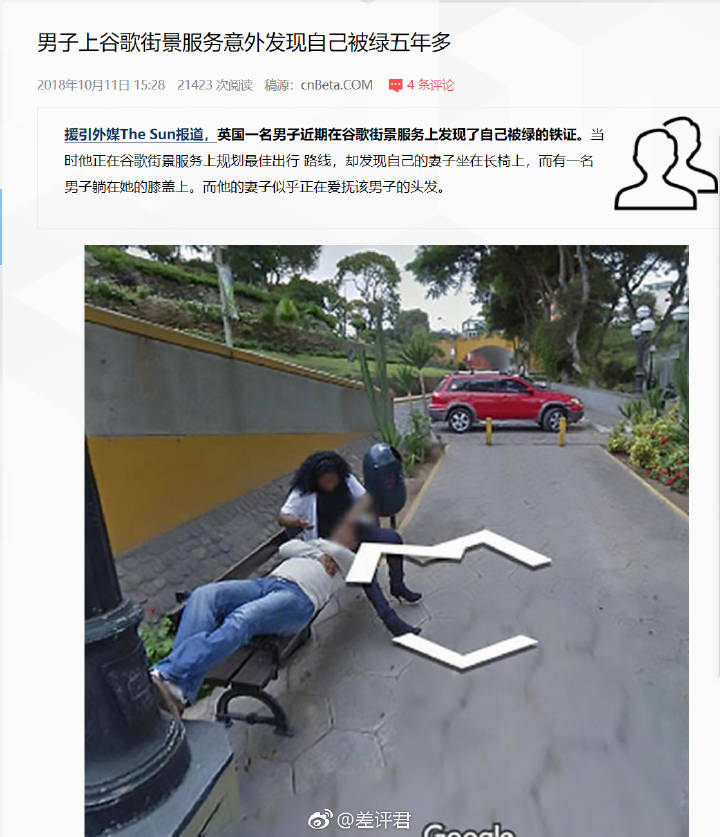 男子上谷歌街景服务意外发现自己被绿五年多
2018年10月11日 15:28 21423 次阅读 稿源：cnBeta.COM 4 条评论
援引外媒The Sun报道，英国一名男子近期在谷歌街景服务上发现了自己被绿的铁证。当
时他正在谷歌街景服务上规划最佳出行 路线，却发现自己的妻子坐在长椅上，而有一名
男子躺在她的膝盖上。而他的妻子似乎正在爱抚该男子的头发。
@差评君
Google